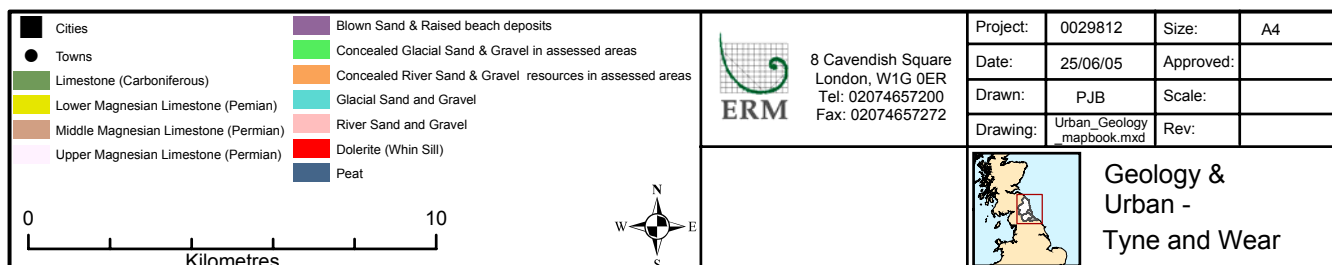 Cities
Towns
Limestone (Carboniferous)
Lower Magnesian Limestone (Pemian)
Middle Magnesian Limestone (Permian)
Upper Magnesian Limestone (Permian)
Blown Sand & Raised beach deposits
Concealed Glacial Sand & Gravel in assessed areas
Concealed River Sand & Gravel resources in assessed areas
Glacial Sand and Gravel
River Sand and Gravel
Dolerite (Whin Sill)
Peat
0 10
Kilometres
N
W E
S
ERM
8 Cavendish Square
London, W1G 0ER
Tel: 02074657200
Fax: 02074657272
Project: 0029812 Size: A4
Date: 25/06/05 Approved:
Drawn: PJB Scale:
Drawing: Urban_Geology
_mapbook.mxd Rev:
Geology &
Urban -
Tyne and Wear